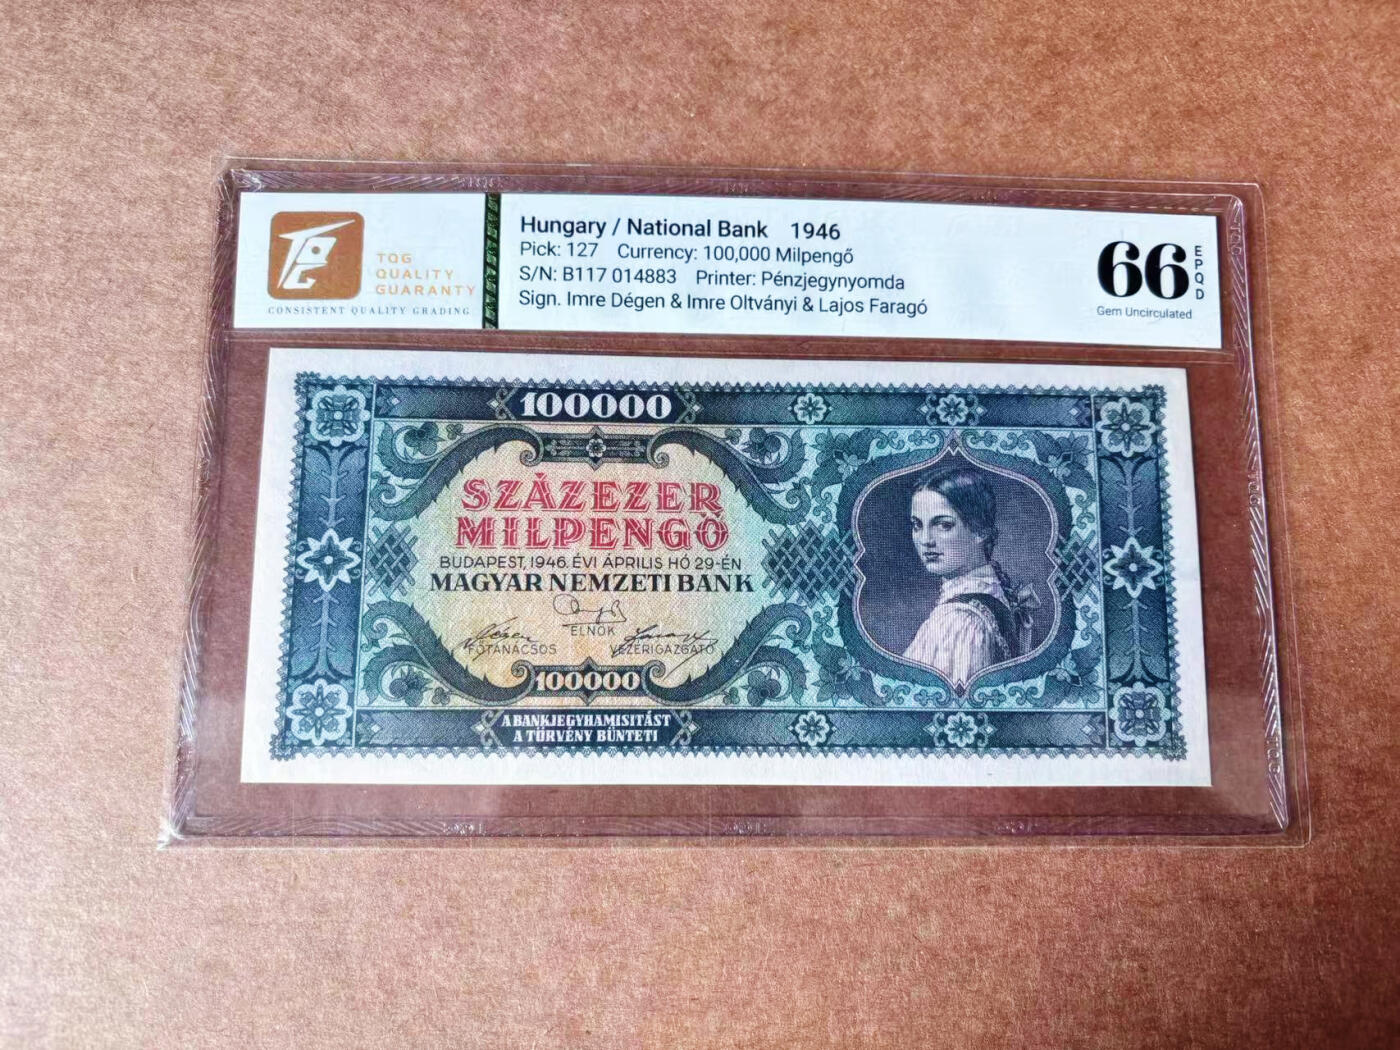 TQG
QUALITY
GUARANTY
CONSISTENT QUALITY GRADING
Hungary / National Bank 1946
Pick: 127 Currency: 100,000 Milpengő
S/N: B117 014883 Printer: Pénzjegynyomda
Sign. Imre Dégen & Imre Oltványi & Lajos Faragó
66
EPQD
Gem Uncirculated
100000
SZÁZEZER
MILPENGŐ
BUDAPEST, 1946. ÉVI ÁPRILIS HÓ 29-ÉN
MAGYAR NEMZETI BANK
ELNÖK
FŐTANÁCSOS VEZÉRIGAZGATÓ
100000
A BANKJEGYHAMISITÁST
A TÖRVÉNY BÜNTETI